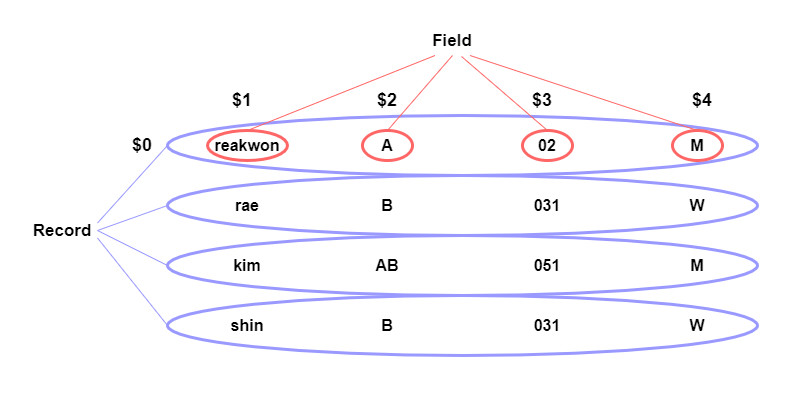 Field
$1 $2 $3 $4
$0 reakwon A 02 M
rae B 031 W
Record
kim AB 051 M
shin B 031 W